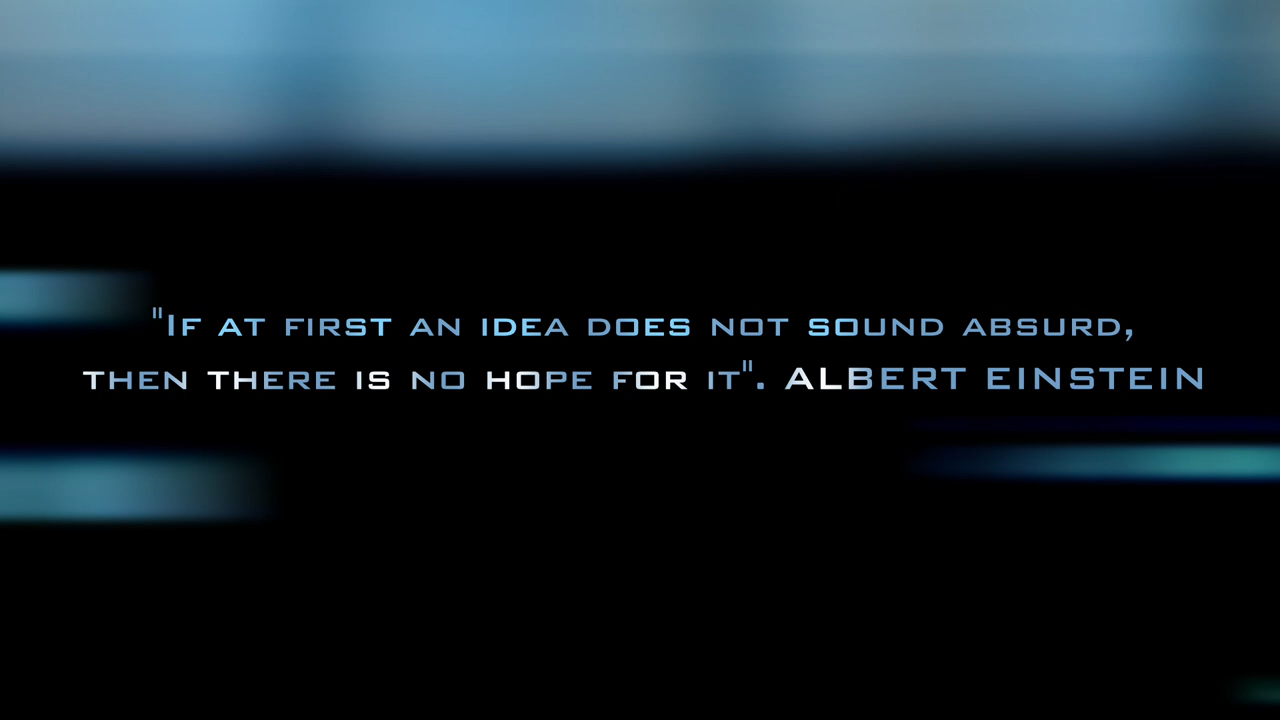 "If at first an idea does not sound absurd,
then there is no hope for it". ALBERT EINSTEIN